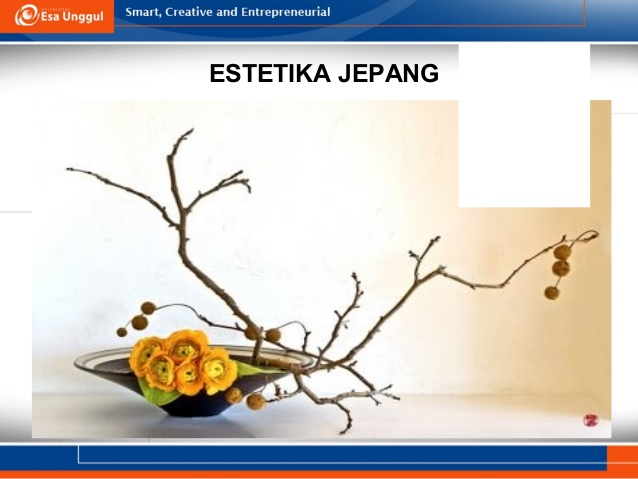 Esa Unggul
Smart, Creative and Entrepreneurial
ESTETIKA JEPANG